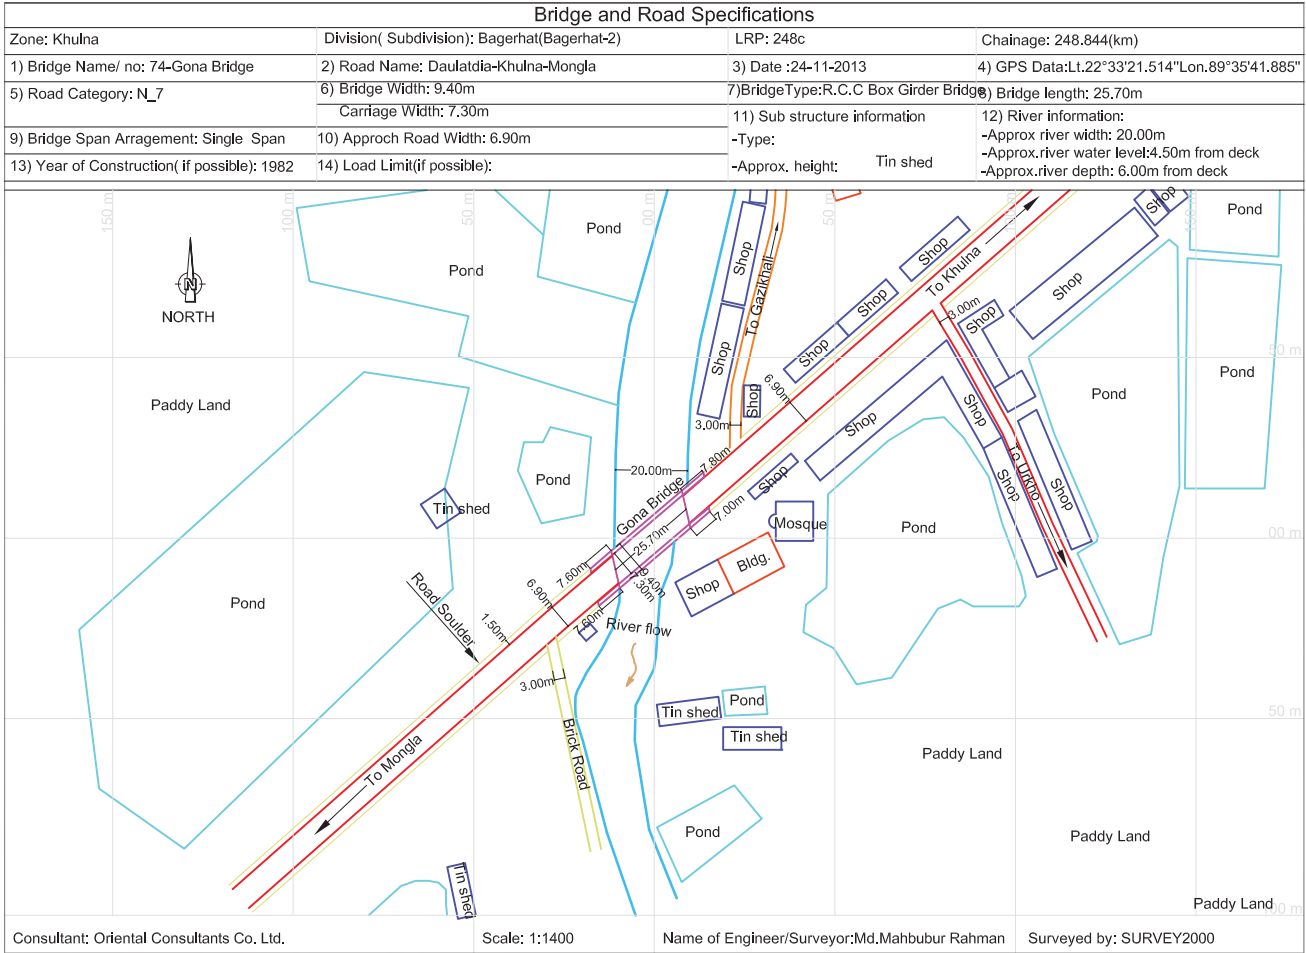 Bridge and Road Specifications
Zone: Khulna
Division( Subdivision): Bagerhat(Bagerhat-2)
LRP: 248c
Chainage: 248.844(km)
1) Bridge Name/ no: 74-Gona Bridge
2) Road Name: Daulatdia-Khulna-Mongla
3) Date :24-11-2013
4) GPS Data:Lt.22°33'21.514"Lon.89°35'41.885"
5) Road Category: N_7
6) Bridge Width: 9.40m
Carriage Width: 7.30m
7)BridgeType:R.C.C Box Girder Bridge
8) Bridge length: 25.70m
9) Bridge Span Arragement: Single Span
10) Approch Road Width: 6.90m
11) Sub structure information
-Type:
-Approx. height:
Tin shed
12) River information:
-Approx river width: 20.00m
-Approx.river water level:4.50m from deck
-Approx.river depth: 6.00m from deck
13) Year of Construction( if possible): 1982
14) Load Limit(if possible):
150 m
100 m
50 m
00 m
50 m
150 m
Shop
Pond
Pond
Pond
Shop
Shop
To Khulna
Shop
To Gazikhali
Shop
3.00m
Shop
NORTH
N
Shop
Shop
50 m
Pond
Pond
Paddy Land
6.90m
Shop
Shop
Shop
3.00m
7.80m
20.00m
Pond
Shop
To Urkho
Shop
Shop
Tin shed
Gona Bridge
7.00m
Mosque
Pond
00 m
25.70m
Bldg.
Shop
7.60m
9.40m
7.30m
6.90m
Road Soulder
1.50m
7.60m
River flow
Pond
3.00m
Tin shed
Pond
50 m
Tin shed
Brick Road
To Mongla
Paddy Land
Pond
Paddy Land
Tin shed
Paddy Land
100 m
Consultant: Oriental Consultants Co. Ltd.
Scale: 1:1400
Name of Engineer/Surveyor:Md.Mahbubur Rahman
Surveyed by: SURVEY2000